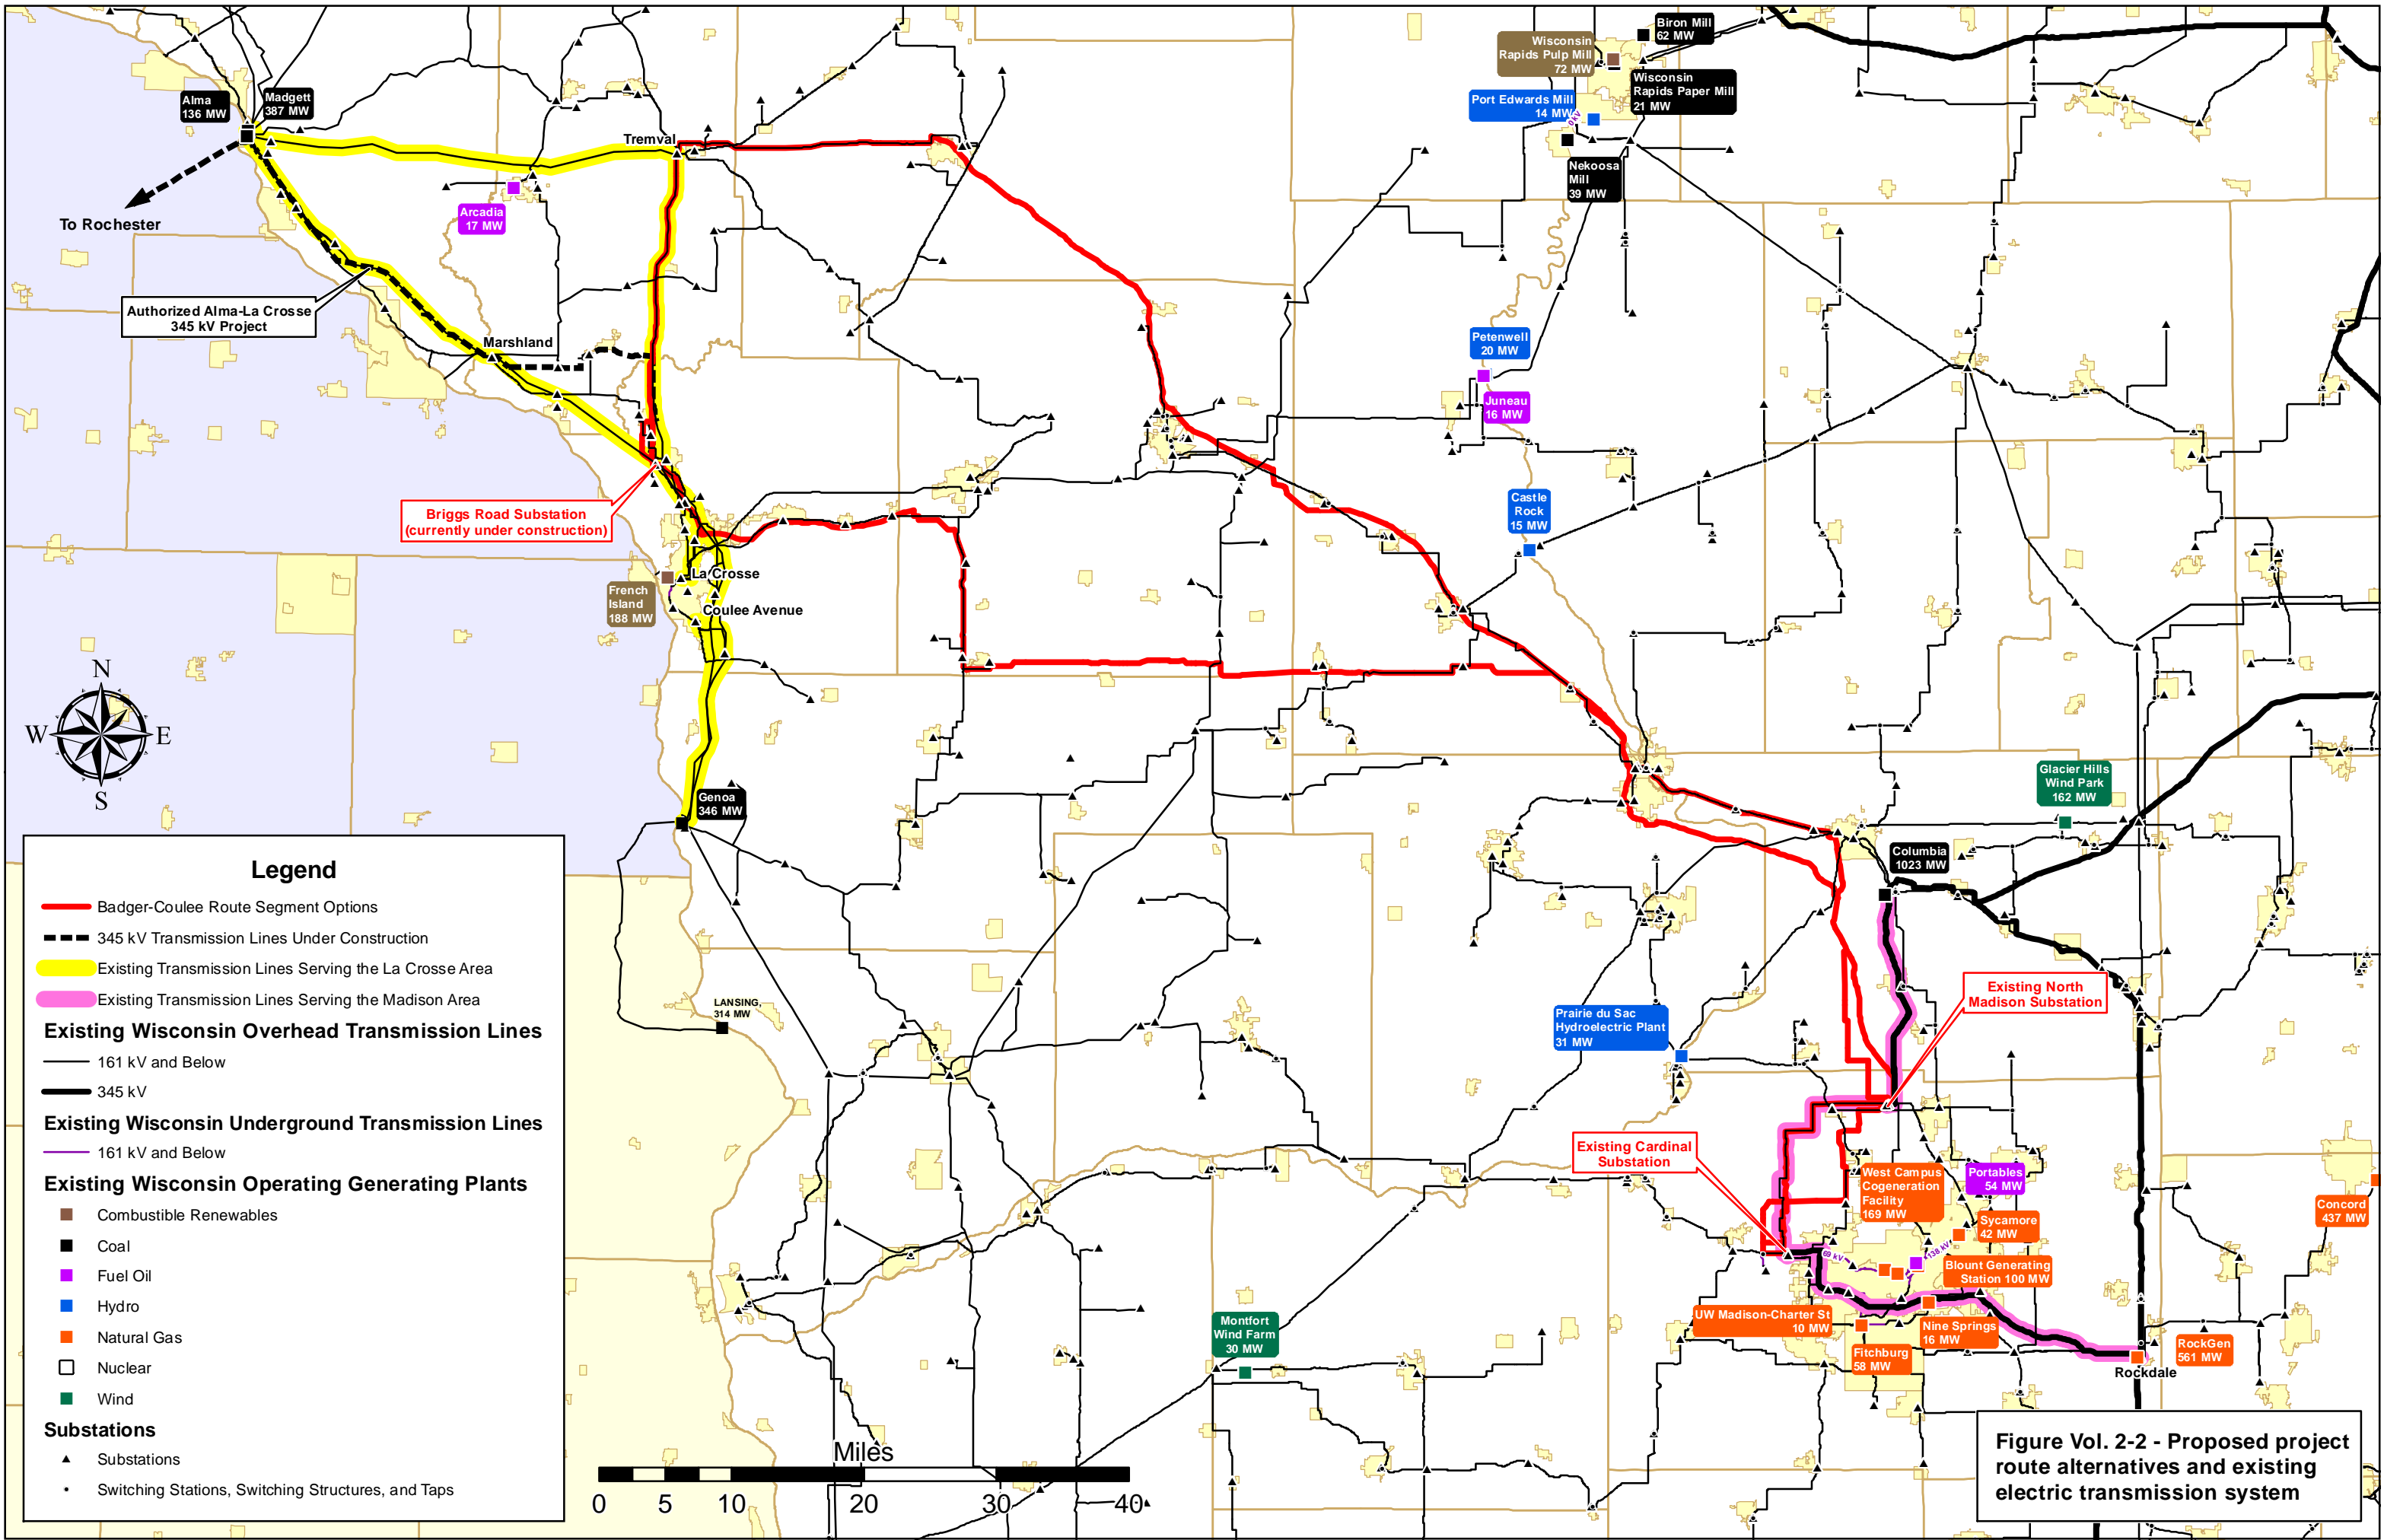 Biron Mill
62 MW
Wisconsin
Rapids Pulp Mill
72 MW
Wisconsin
Rapids Paper Mill
21 MW
Port Edwards Mill
14 MW
Nekoosa
Mill
39 MW
Alma
136 MW
Madgett
387 MW
Tremval
To Rochester
Arcadia
17 MW
Authorized Alma-La Crosse
345 kV Project
Marshland
Petenwell
20 MW
Juneau
16 MW
Briggs Road Substation
(currently under construction)
Castle
Rock
15 MW
La Crosse
French
Island
188 MW
Coulee Avenue
N
W
E
S
Genoa
346 MW
Glacier Hills
Wind Park
162 MW
Columbia
1023 MW
LANSING,
314 MW
Existing North
Madison Substation
Prairie du Sac
Hydroelectric Plant
31 MW
Existing Cardinal
Substation
West Campus
Cogeneration
Facility
169 MW
Portables
54 MW
Sycamore
42 MW
Concord
437 MW
69 kV
138 kV
Blount Generating
Station 100 MW
UW Madison-Charter St
10 MW
Nine Springs
16 MW
Fitchburg
58 MW
RockGen
561 MW
Rockdale
Montfort
Wind Farm
30 MW
Legend
Badger-Coulee Route Segment Options
345 kV Transmission Lines Under Construction
Existing Transmission Lines Serving the La Crosse Area
Existing Transmission Lines Serving the Madison Area
Existing Wisconsin Overhead Transmission Lines
161 kV and Below
345 kV
Existing Wisconsin Underground Transmission Lines
161 kV and Below
Existing Wisconsin Operating Generating Plants
Combustible Renewables
Coal
Fuel Oil
Hydro
Natural Gas
Nuclear
Wind
Substations
Substations
Switching Stations, Switching Structures, and Taps
Miles
0 5 10 20 30 40
Figure Vol. 2-2 - Proposed project
route alternatives and existing
electric transmission system